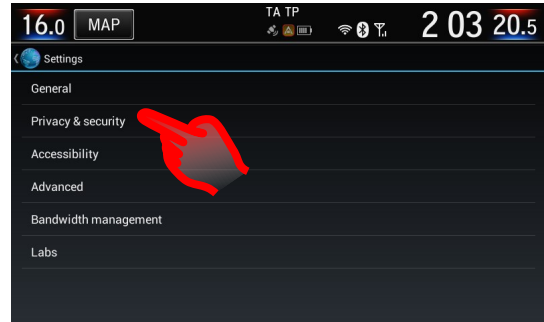 16.0 MAP TA TP 2 03 20.5
Settings
General
Privacy & security
Accessibility
Advanced
Bandwidth management
Labs